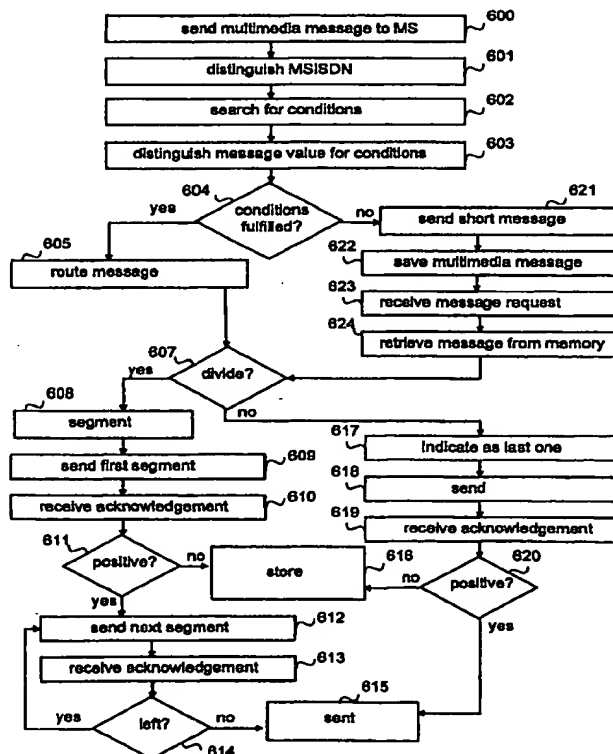 send multimedia message to MS
600
distinguish MSISDN
601
search for conditions
602
distinguish message value for conditions
603
604
conditions
fulfilled?
yes
no
605
route message
621
send short message
622
save multimedia message
623
receive message request
624
retrieve message from memory
607
divide?
yes
no
608
segment
send first segment
609
receive acknowledgement
610
611
positive?
no
yes
617
indicate as last one
618
send
619
receive acknowledgement
620
positive?
no
yes
616
store
send next segment
612
receive acknowledgement
613
left?
yes
no
614
615
sent